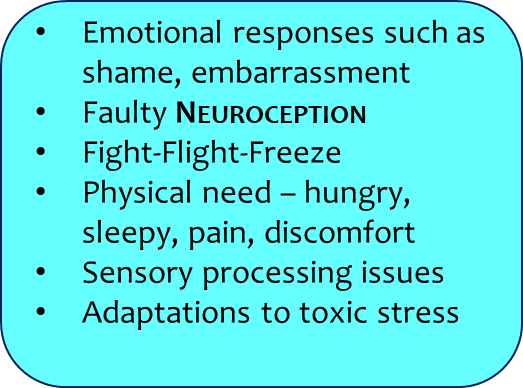 • Emotional responses such as
shame, embarrassment
• Faulty NEUROCEPTION
• Fight-Flight-Freeze
• Physical need – hungry,
sleepy, pain, discomfort
• Sensory processing issues
• Adaptations to toxic stress